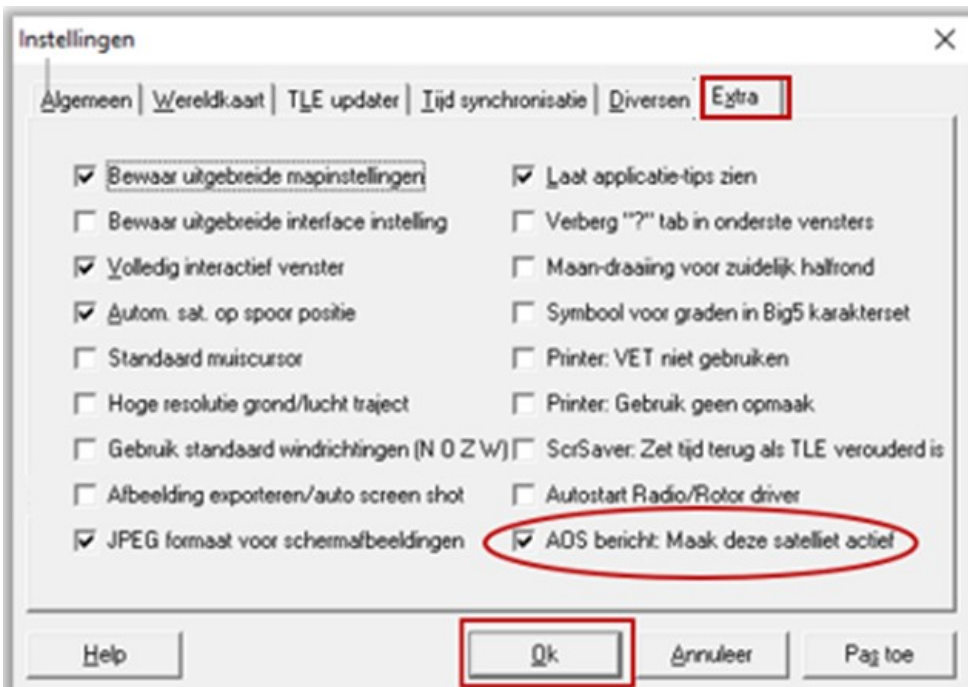 Instellingen
Algemeen Wereldkaart TLE updater Tijd synchronisatie Diversen Extra
Bewaar uitgebreide mapinstellingen
Bewaar uitgebreide interface instelling
Volledig interactief venster
Autom. sat. op spoor positie
Standaard muiscursor
Hoge resolutie grond/lucht traject
Gebruik standaard windrichtingen (N O Z W)
Afbeelding exporteren/auto screen shot
JPEG formaat voor schermafbeeldingen
Laat applicatie-tips zien
Verberg "?" tab in onderste vensters
Maan-draaiing voor zuidelijk halfrond
Symbool voor graden in Big5 karakterset
Printer: VET niet gebruiken
Printer: Gebruik geen opmaak
ScrSaver: Zet tijd terug als TLE verouderd is
Autostart Radio/Rotor driver
AOS bericht: Maak deze satelliet actief
Help Ok Annuleer Pas toe